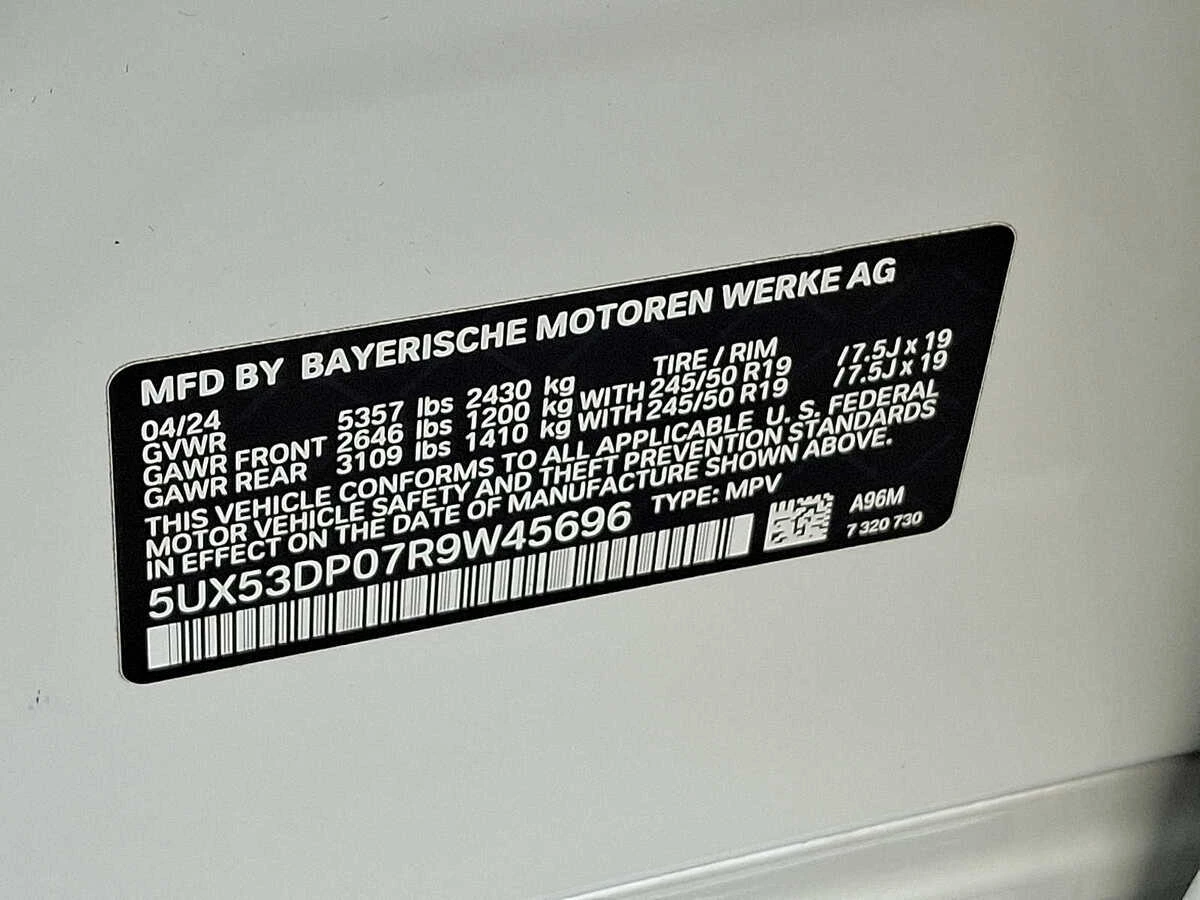 MFD BY BAYERISCHE MOTOREN WERKE AG
04/24 TIRE / RIM
GVWR 5357 lbs 2430 kg
GAWR FRONT 2646 lbs 1200 kg WITH 245/50 R19 / 7.5J x 19
GAWR REAR 3109 lbs 1410 kg WITH 245/50 R19 / 7.5J x 19
THIS VEHICLE CONFORMS TO ALL APPLICABLE U. S. FEDERAL
MOTOR VEHICLE SAFETY AND THEFT PREVENTION STANDARDS
IN EFFECT ON THE DATE OF MANUFACTURE SHOWN ABOVE.
5UX53DP07R9W45696 TYPE: MPV
A96M
7 320 730